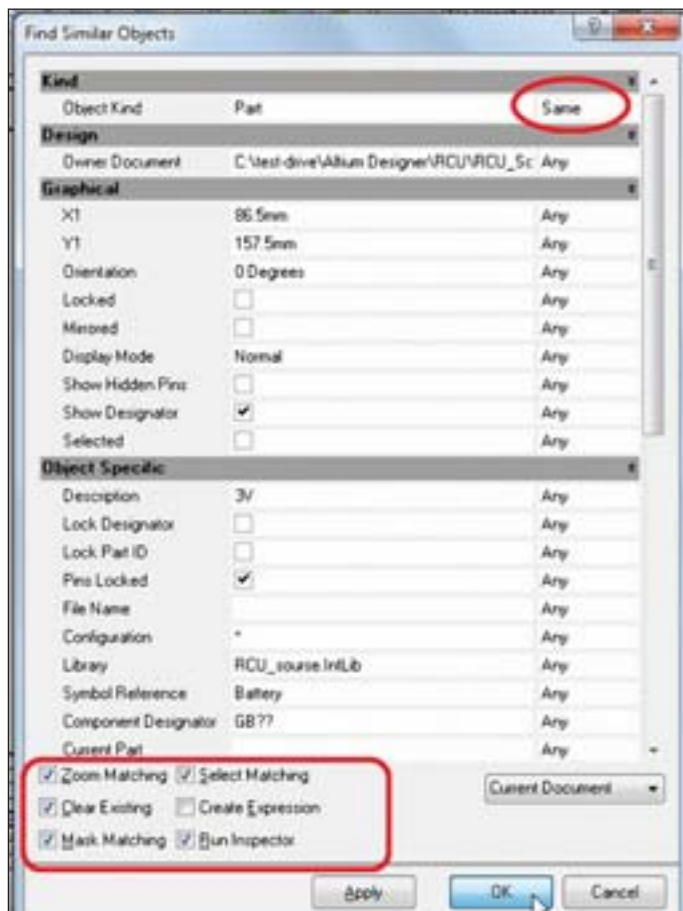 Find Similar Objects
Kind
Object Kind Part Same
Design
Owner Document C:\test-drive\Altium Designer\RCU\RCU_Sc Any
Graphical
X1 86.5mm Any
Y1 157.5mm Any
Orientation 0 Degrees Any
Locked Any
Mirrored Any
Display Mode Normal Any
Show Hidden Pins Any
Show Designator Any
Selected Any
Object Specific
Description 3V Any
Lock Designator Any
Lock Part ID Any
Pins Locked Any
File Name Any
Configuration * Any
Library RCU_sourse.IntLib Any
Symbol Reference Battery Any
Component Designator GB?? Any
Current Part Any
Zoom Matching Select Matching
Current Document
Clear Existing Create Expression
Mask Matching Run Inspector
Apply OK Cancel